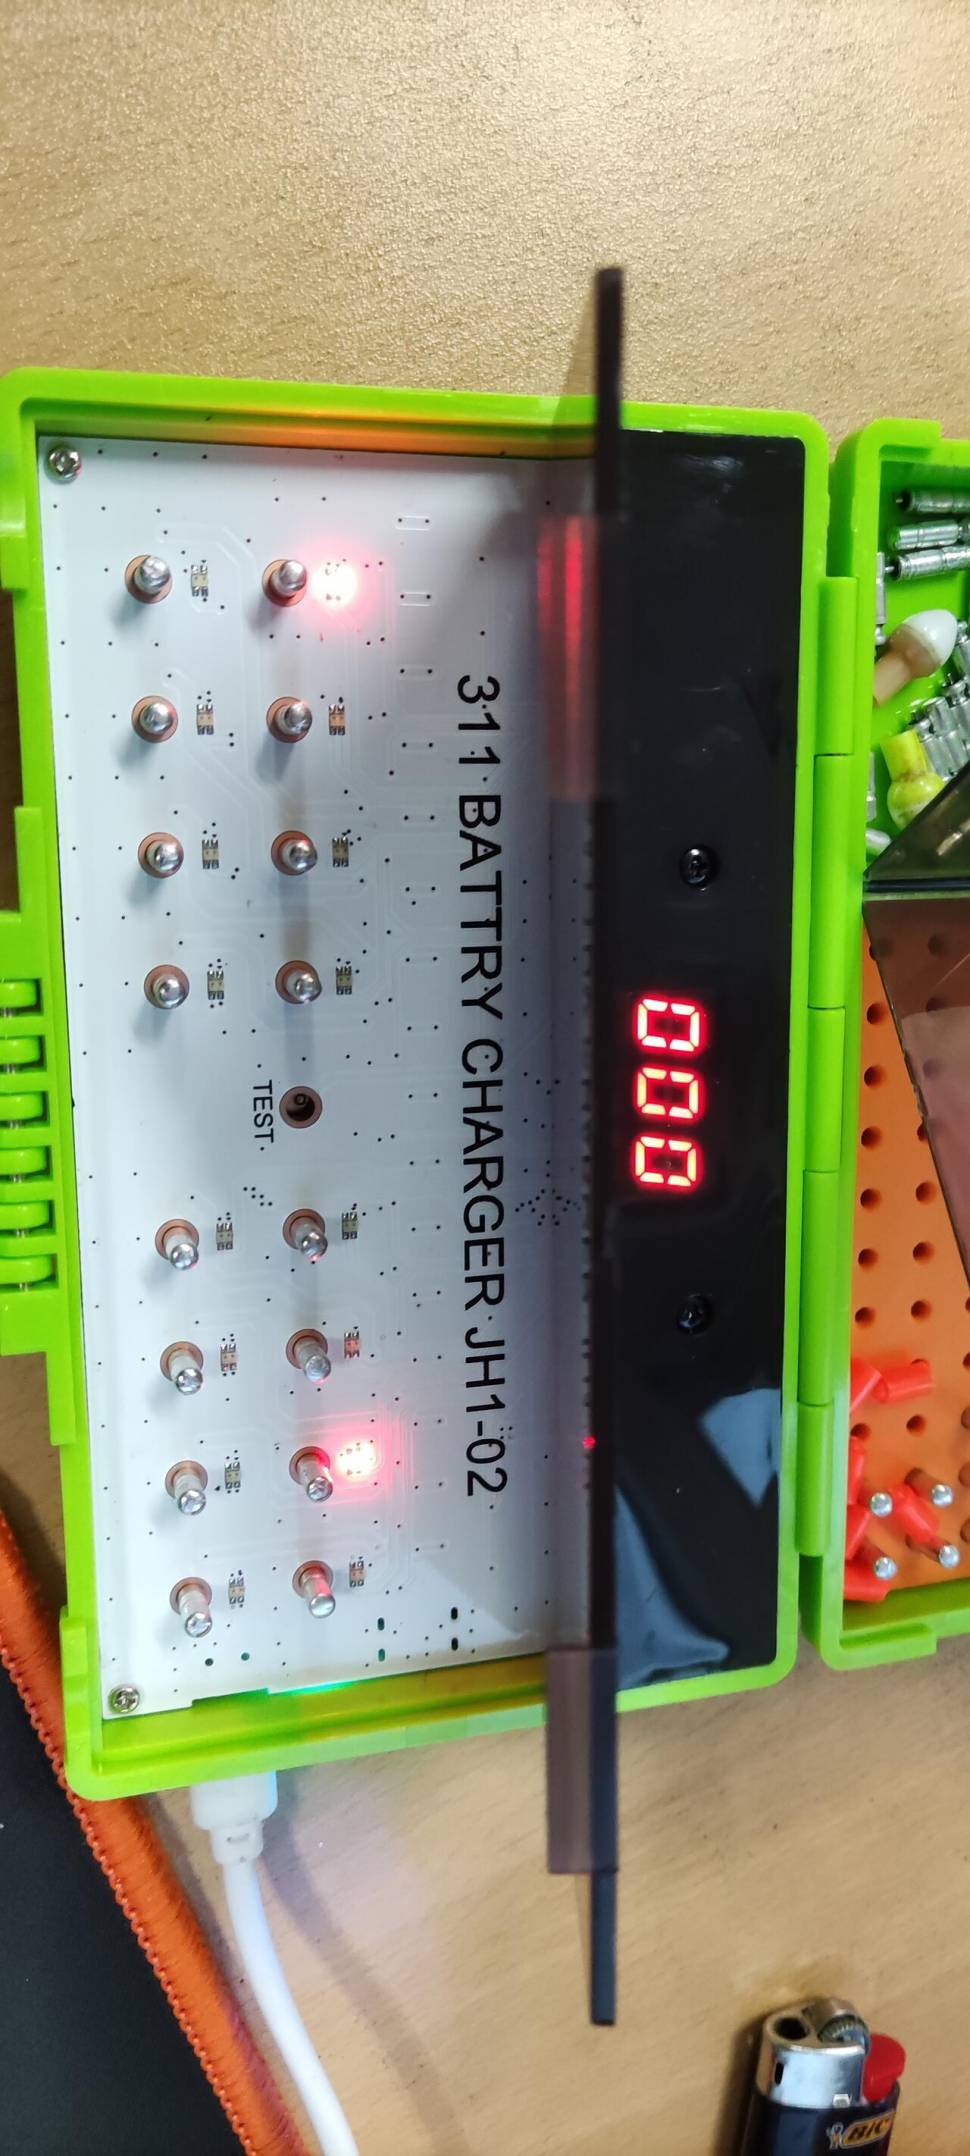 311 BATTRY CHARGER JH1-02
TEST
000
BIC